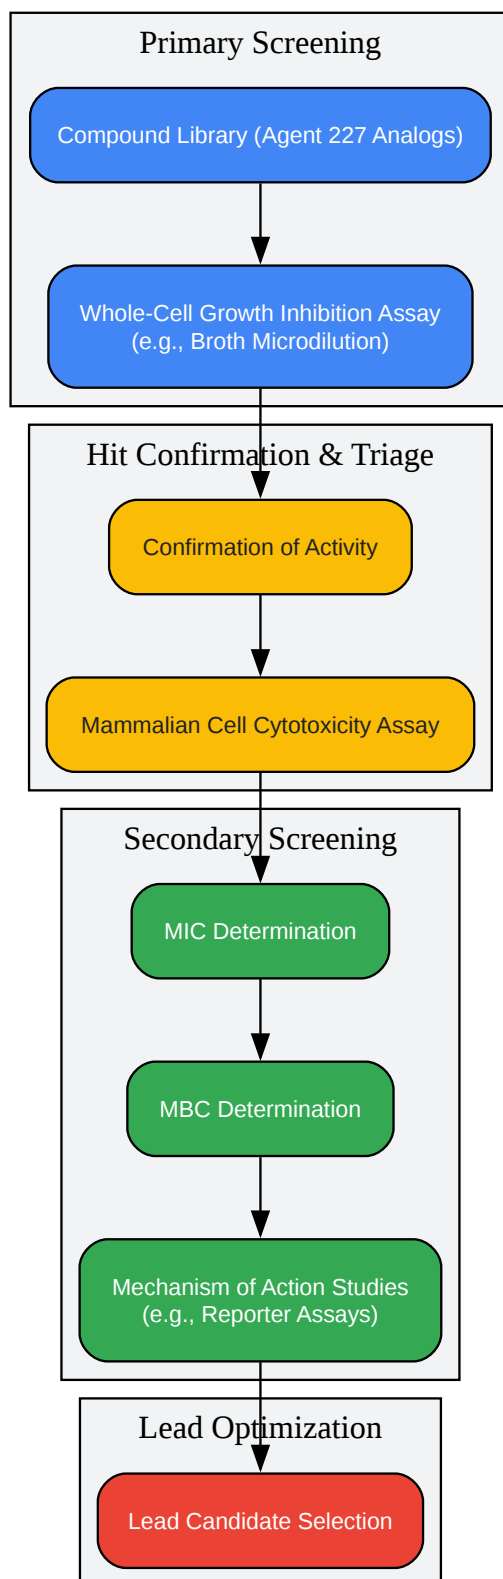 Primary Screening
Compound Library (Agent 227 Analogs)
Whole-Cell Growth Inhibition Assay
(e.g., Broth Microdilution)
Hit Confirmation & Triage
Confirmation of Activity
Mammalian Cell Cytotoxicity Assay
Secondary Screening
MIC Determination
MBC Determination
Mechanism of Action Studies
(e.g., Reporter Assays)
Lead Optimization
Lead Candidate Selection